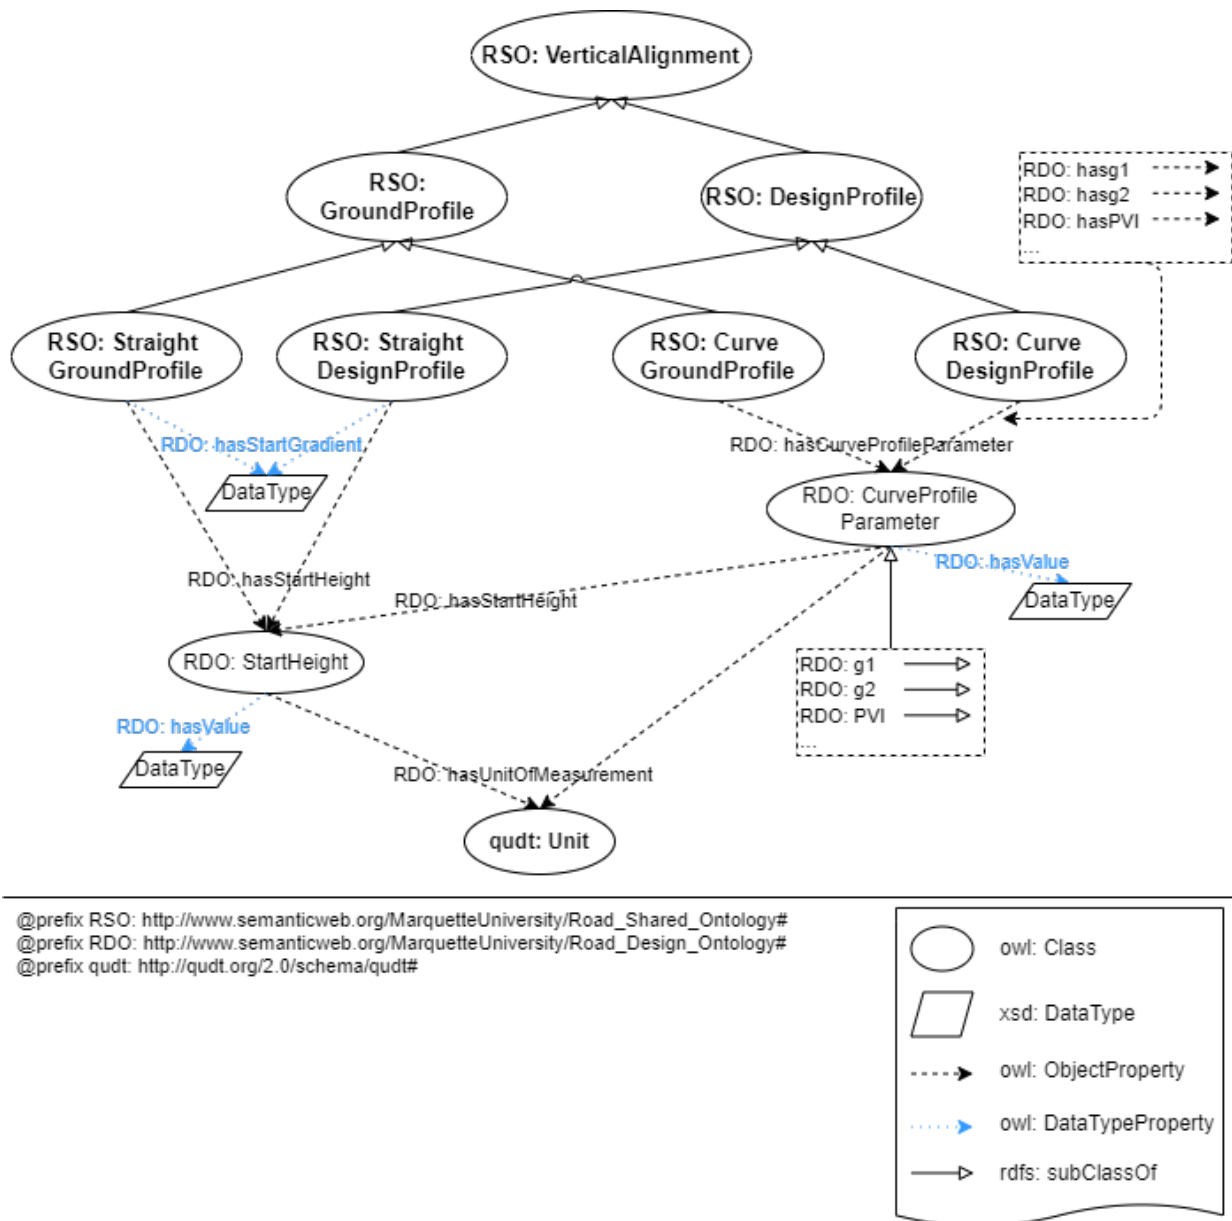 RSO: VerticalAlignment
RSO:
GroundProfile
RSO: DesignProfile
RDO: hasg1
RDO: hasg2
RDO: hasPVI
...
RSO: Straight
GroundProfile
RSO: Straight
DesignProfile
RSO: Curve
GroundProfile
RSO: Curve
DesignProfile
RDO: hasStartGradient
DataType
RDO: hasCurveProfileParameter
RDO: CurveProfile
Parameter
RDO: hasStartHeight
RDO: hasStartHeight
RDO: hasValue
DataType
RDO: StartHeight
RDO: g1
RDO: g2
RDO: PVI
...
RDO: hasValue
DataType
RDO: hasUnitOfMeasurement
qudt: Unit
@prefix RSO: http://www.semanticweb.org/MarquetteUniversity/Road_Shared_Ontology#
@prefix RDO: http://www.semanticweb.org/MarquetteUniversity/Road_Design_Ontology#
@prefix qudt: http://qudt.org/2.0/schema/qudt#
owl: Class
xsd: DataType
owl: ObjectProperty
owl: DataTypeProperty
rdfs: subClassOf